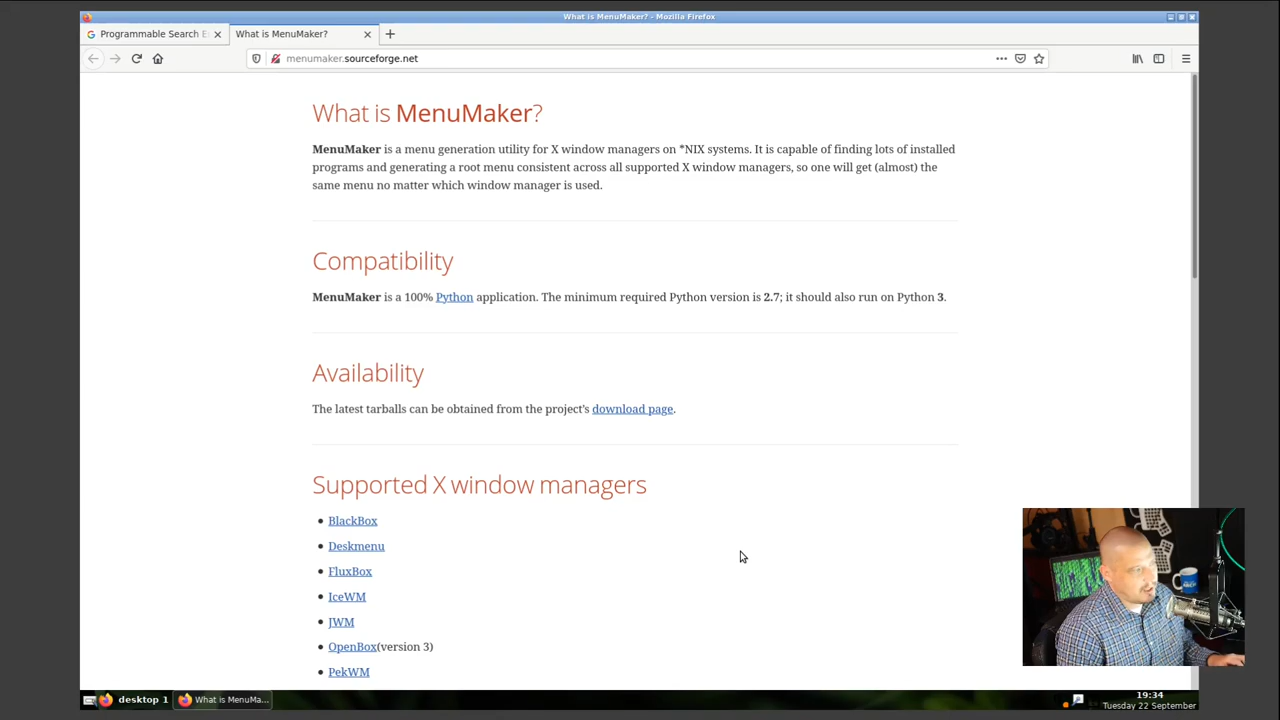 What is MenuMaker? - Mozilla Firefox
Programmable Search E
What is MenuMaker?
menumaker.sourceforge.net
What is MenuMaker?
MenuMaker is a menu generation utility for X window managers on *NIX systems. It is capable of finding lots of installed
programs and generating a root menu consistent across all supported X window managers, so one will get (almost) the
same menu no matter which window manager is used.
Compatibility
MenuMaker is a 100% Python application. The minimum required Python version is 2.7; it should also run on Python 3.
Availability
The latest tarballs can be obtained from the project's download page.
Supported X window managers
BlackBox
Deskmenu
FluxBox
IceWM
JWM
OpenBox(version 3)
PekWM
desktop 1
What is MenuMa...
19:34
Tuesday 22 September